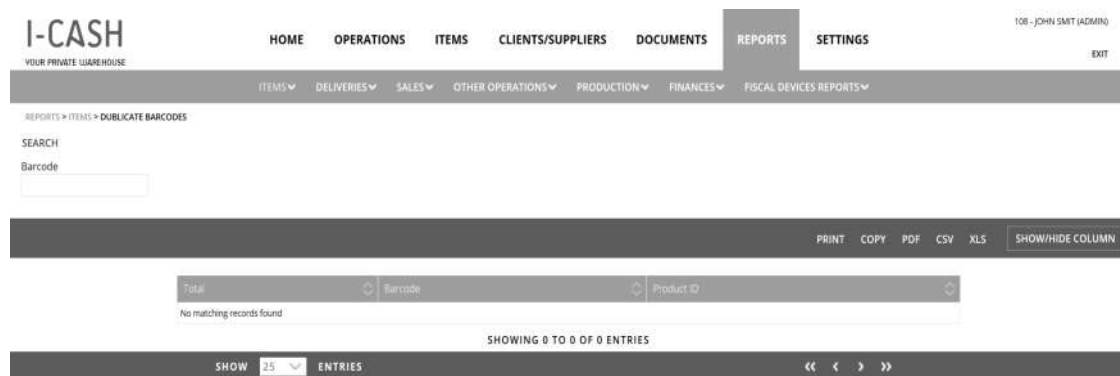 I-CASH
YOUR PRIVATE WAREHOUSE
HOME OPERATIONS ITEMS CLIENTS/SUPPLIERS DOCUMENTS REPORTS SETTINGS
108 - JOHN SMIT (ADMIN)
EXIT
ITEMS DELIVERIES SALES OTHER OPERATIONS PRODUCTION FINANCES FISCAL DEVICES REPORTS
REPORTS > ITEMS > DUBLICATE BARCODES
SEARCH
Barcode
PRINT COPY PDF CSV XLS SHOW/HIDE COLUMN
Total Barcode Product ID
No matching records found
SHOWING 0 TO 0 OF 0 ENTRIES
SHOW 25 ENTRIES « ‹ › »